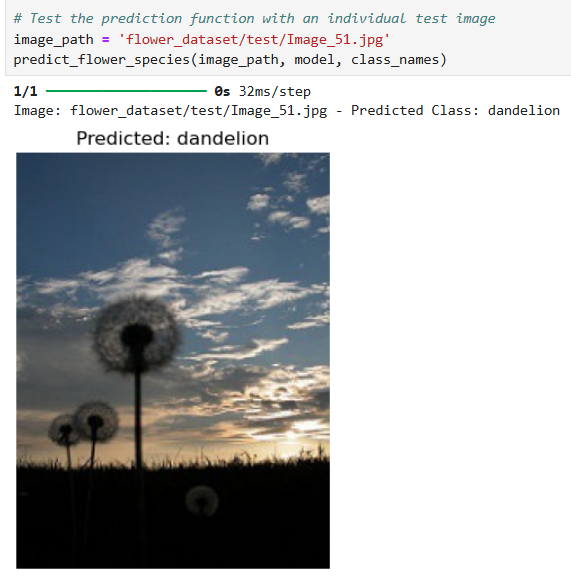 # Test the prediction function with an individual test image
image_path = 'flower_dataset/test/Image_51.jpg'
predict_flower_species(image_path, model, class_names)
1/1 ━━━━━━━━━━━━━━━━━━━━ 0s 32ms/step
Image: flower_dataset/test/Image_51.jpg - Predicted Class: dandelion
Predicted: dandelion